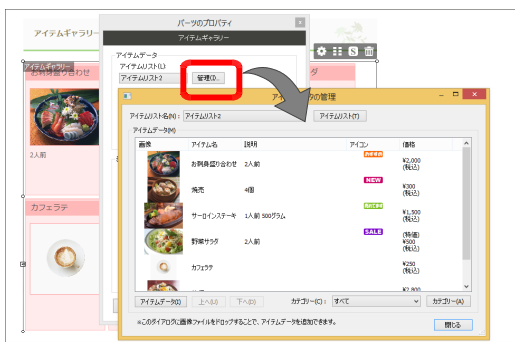 アイテムギャラリー
パーツのプロパティ
アイテムギャラリー
アイテムデータ
アイテムリスト(L)
アイテムリスト2
管理(I)...
アイテムギャラリー
お刺身盛り合わせ
ダ
2人前
カフェラテ
タの管理
アイテムリスト名(N)：
アイテムリスト2
アイテムリスト(T)
アイテムデータ(M)
画像 アイテム名 説明 アイコン 価格
お刺身盛り合わせ 2人前 おすすめ ¥2,000
(税込)
焼売 4個 NEW ¥300
(税込)
サーロインステーキ 1人前 500グラム ¥1,500
(税込)
野菜サラダ 2人前 SALE (特価)
¥500
(税込)
カフェラテ ¥250
(税込)
¥2,800
アイテムデータ(I) 上へ(U) 下へ(D) カテゴリー(C)： すべて カテゴリー(A)
※このダイアログに画像ファイルをドロップすることで、アイテムデータを追加できます。
閉じる